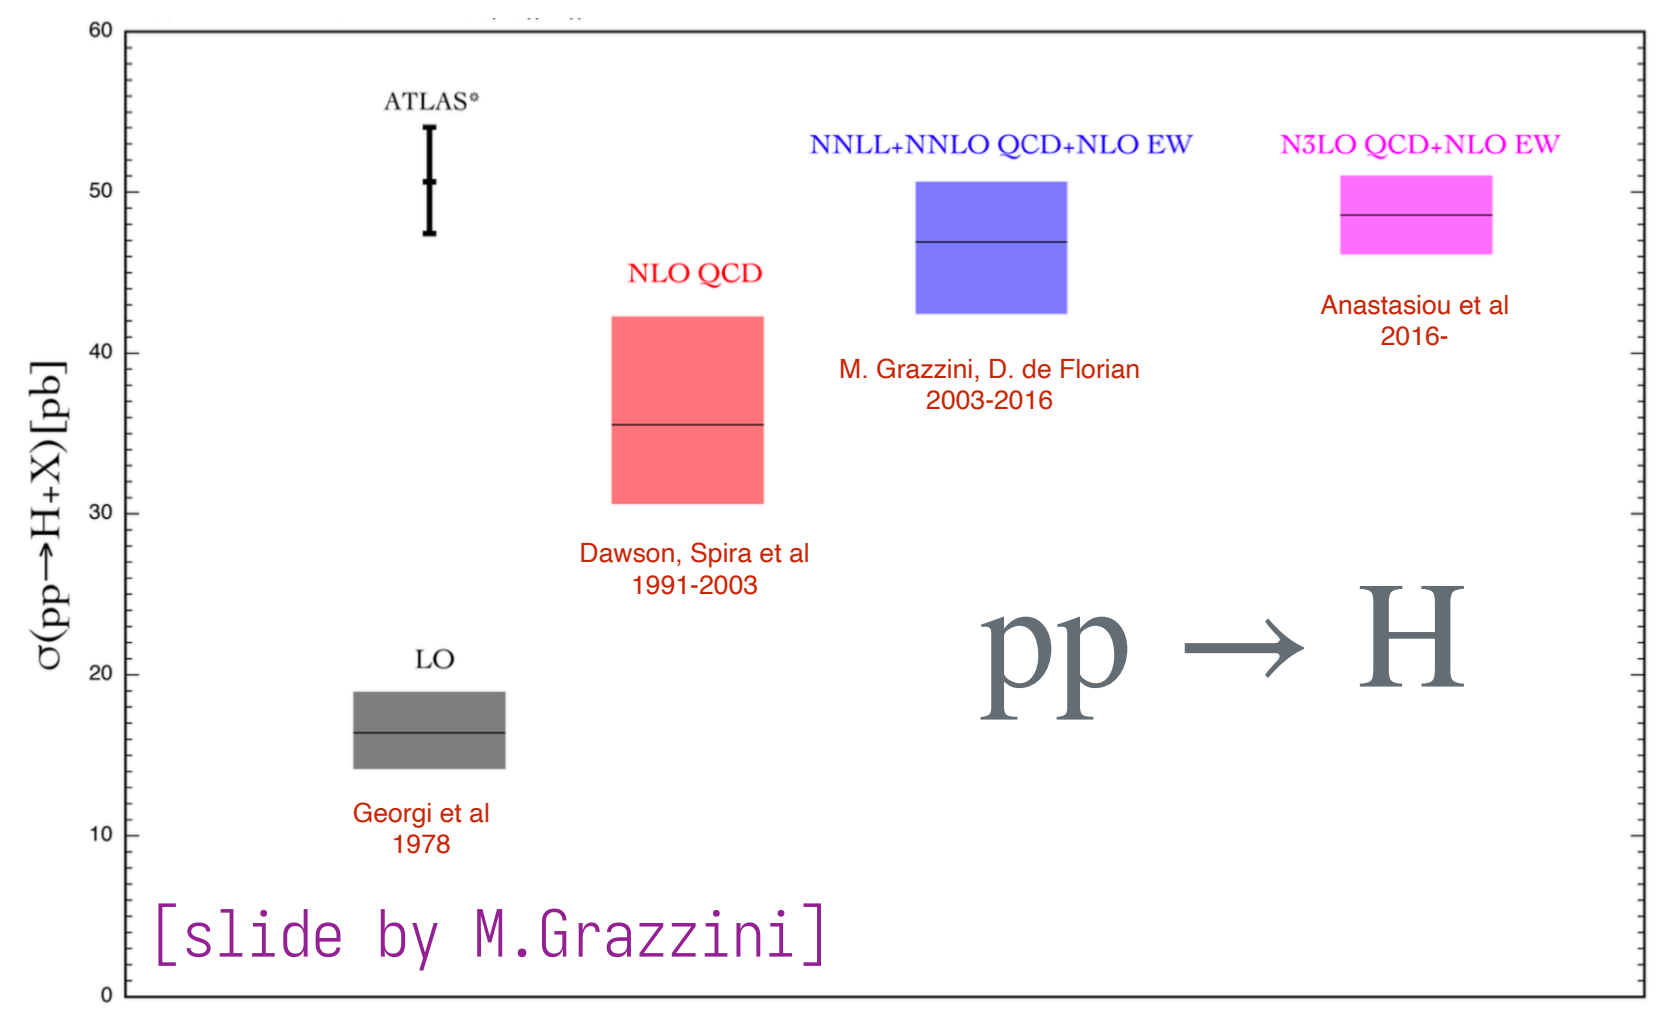 60
50
40
30
20
10
0
σ(pp→H+X)[pb]
ATLAS*
NNLL+NNLO QCD+NLO EW
N3LO QCD+NLO EW
NLO QCD
Anastasiou et al
2016-
M. Grazzini, D. de Florian
2003-2016
Dawson, Spira et al
1991-2003
pp → H
LO
Georgi et al
1978
[slide by M.Grazzini]